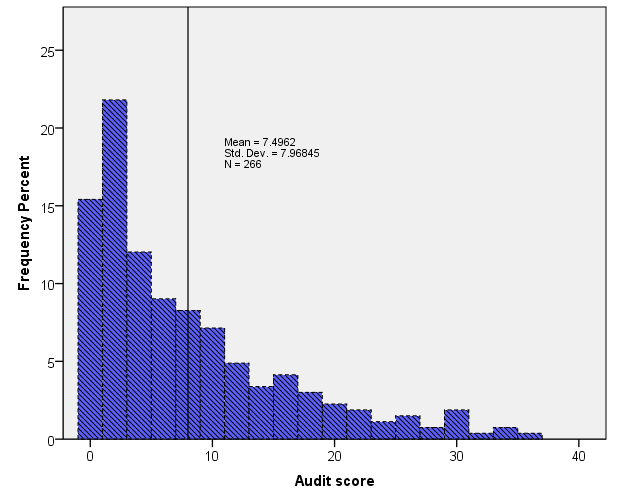 25
20
15
10
5
0
Frequency Percent
Mean = 7.4962
Std. Dev. = 7.96845
N = 266
0 10 20 30 40
Audit score